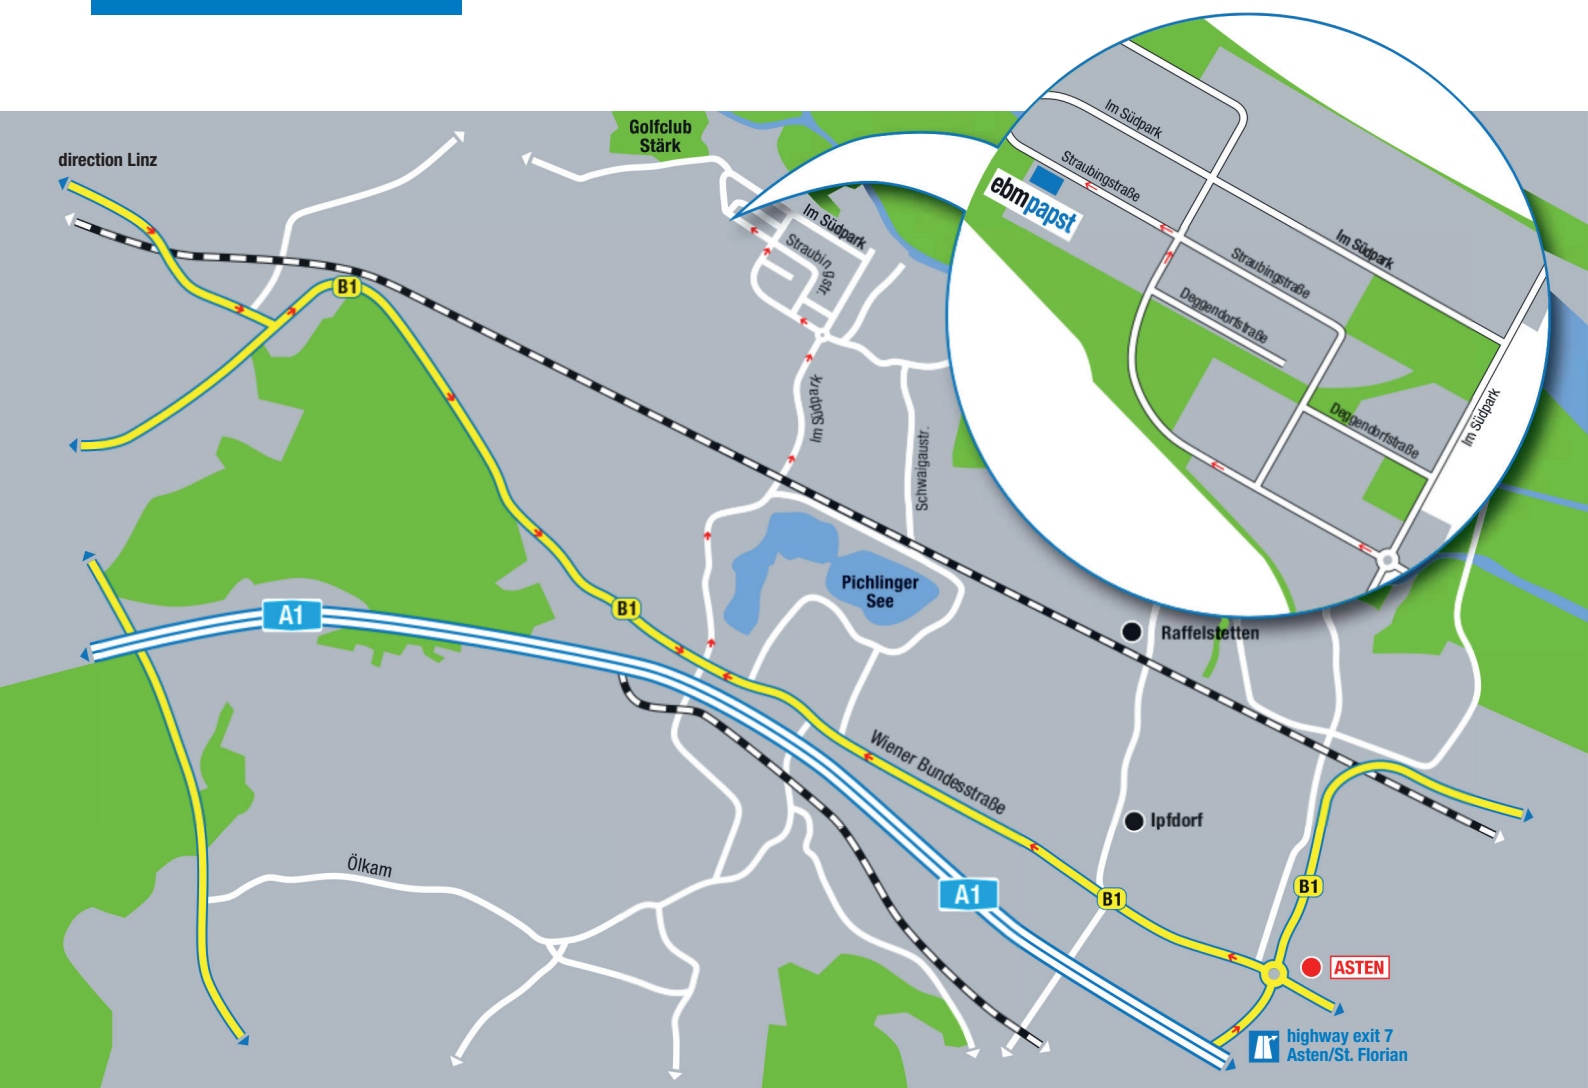 direction Linz
Golfclub
Stärk
Im Südpark
Straubingstraße
ebmpapst
Im Südpark
Straubingstraße
Deggendorfstraße
Deggendorfstraße
Im Südpark
Im Südpark
Straubingstr.
Im Südpark
Schwaigaustr.
B1
Pichlinger
See
A1
B1
Raffelstetten
Wiener Bundesstraße
Ipfdorf
Ölkam
A1
B1
B1
ASTEN
highway exit 7
Asten/St. Florian